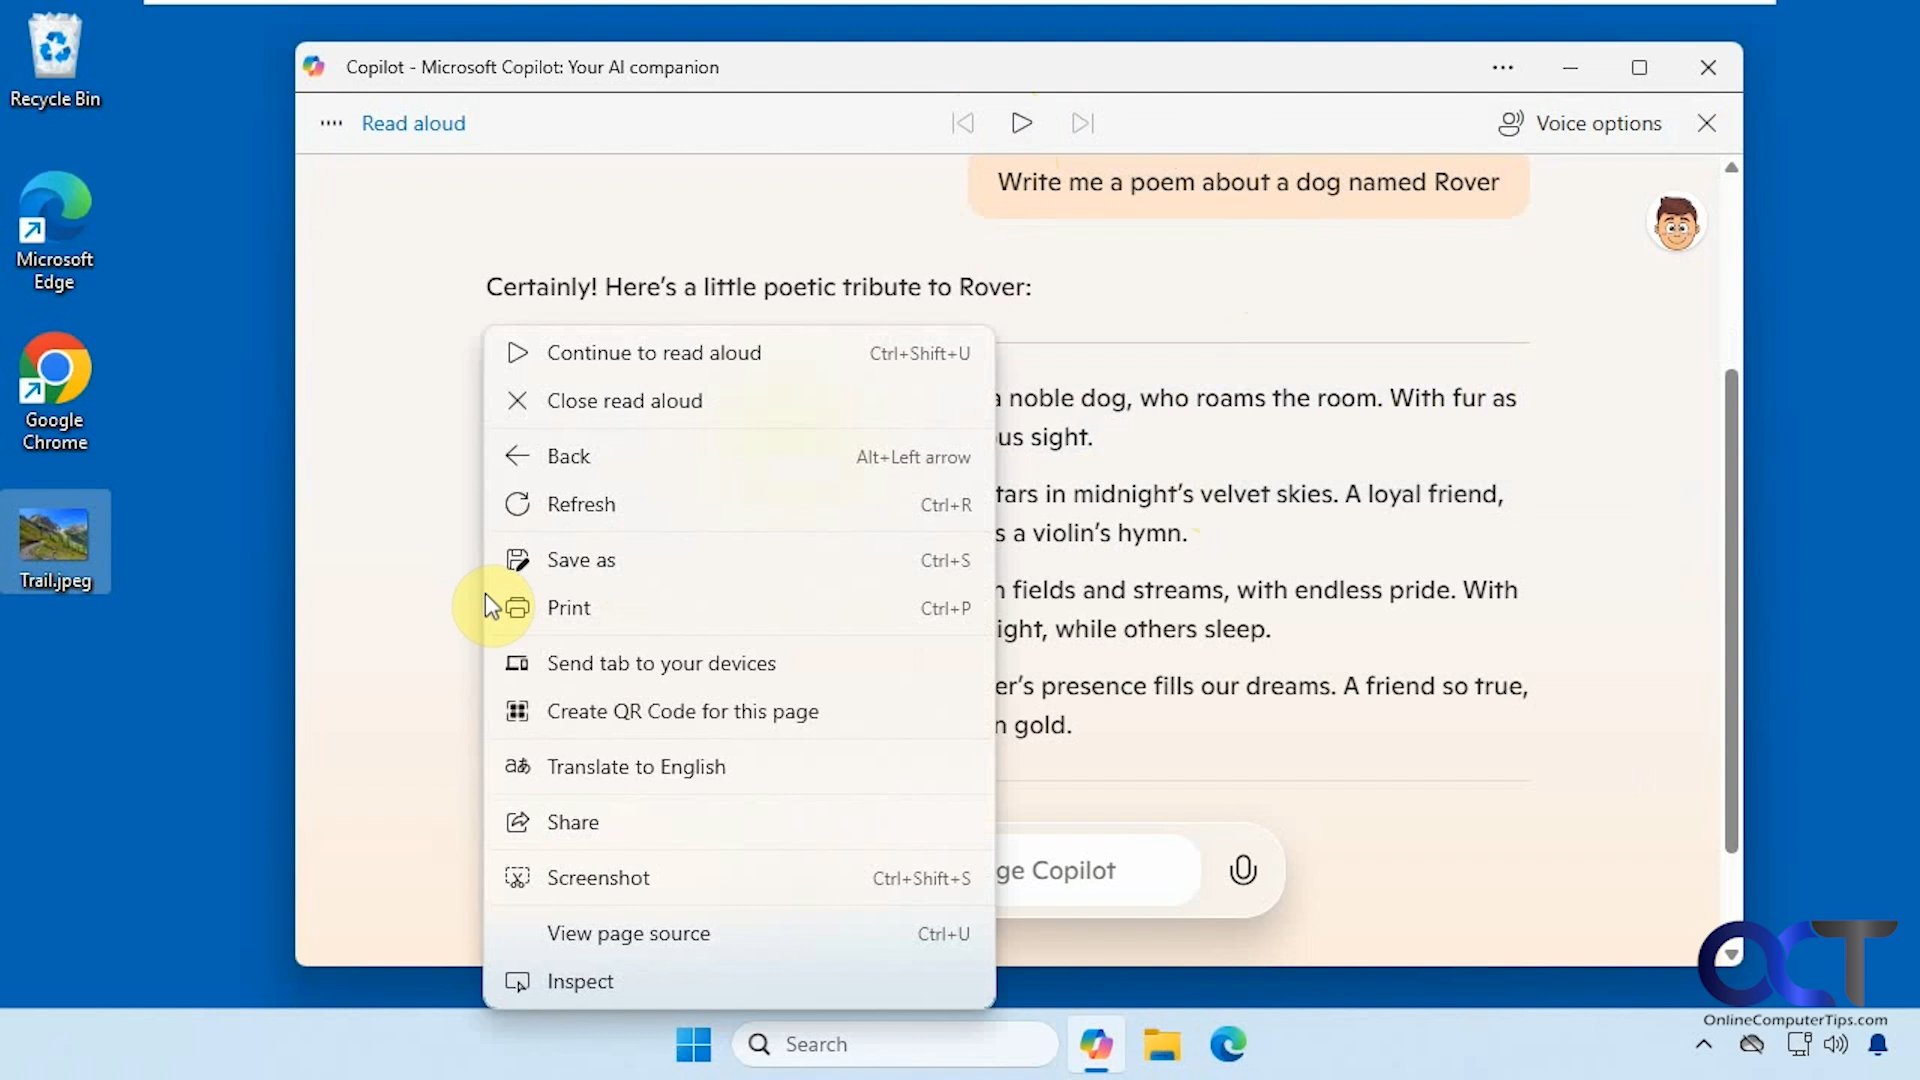 Recycle Bin
Microsoft
Edge
Google
Chrome
Trail.jpeg
Copilot - Microsoft Copilot: Your AI companion
Read aloud
Voice options
Write me a poem about a dog named Rover
Certainly! Here's a little poetic tribute to Rover:
Continue to read aloud Ctrl+Shift+U
Close read aloud
Back Alt+Left arrow
Refresh Ctrl+R
Save as Ctrl+S
Print Ctrl+P
Send tab to your devices
Create QR Code for this page
Translate to English
Share
Screenshot Ctrl+Shift+S
View page source Ctrl+U
Inspect
a noble dog, who roams the room. With fur as
us sight.
tars in midnight's velvet skies. A loyal friend,
s a violin's hymn.
n fields and streams, with endless pride. With
ight, while others sleep.
er's presence fills our dreams. A friend so true,
n gold.
ge Copilot
Search
OCT
OnlineComputerTips.com